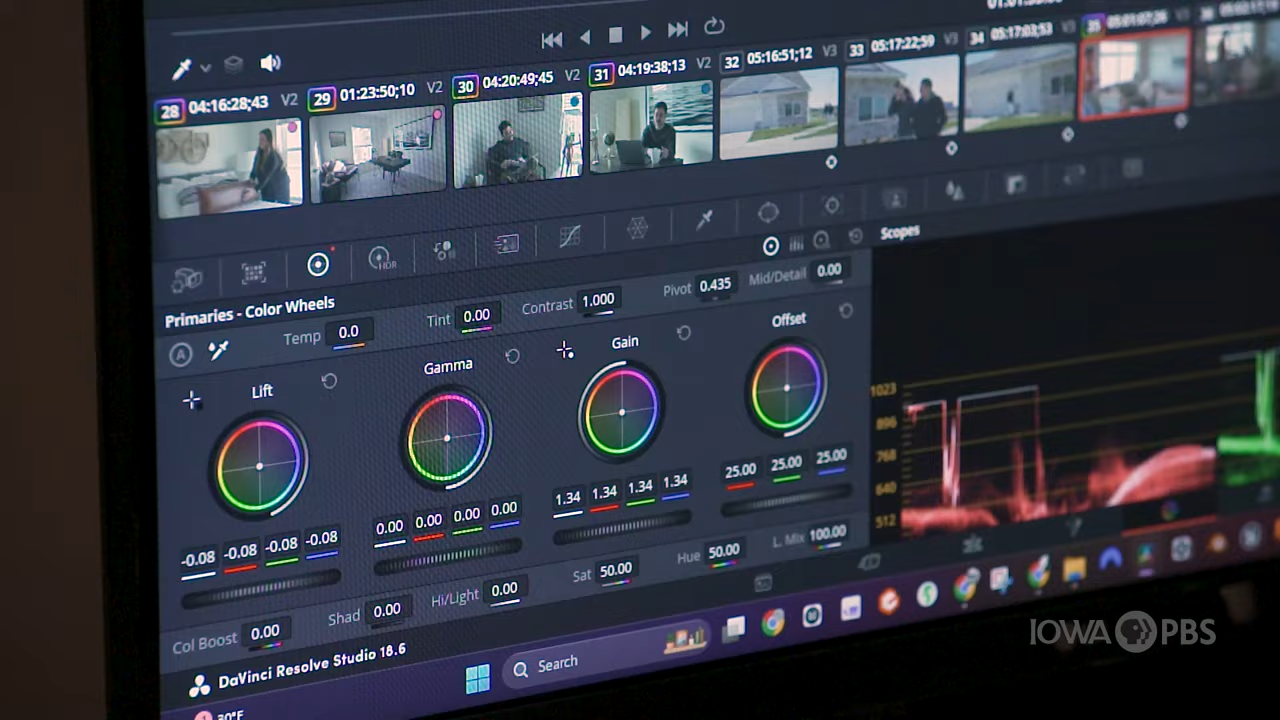 28 04:16:28;43 V2
29 01:23:50;10 V2
30 04:20:49;45 V2
31 04:19:38;13 V2
32 05:16:51;12 V3
33 05:17:22;59 V3
34 05:17:03;53 V3
35
HDR
Scopes
Primaries - Color Wheels
Temp 0.0
Tint 0.00
Contrast 1.000
Pivot 0.435
Mid/Detail 0.00
A
Lift
Gamma
Gain
Offset
-0.08 -0.08 -0.08 -0.08
0.00 0.00 0.00 0.00
1.34 1.34 1.34 1.34
25.00 25.00 25.00
1023
896
768
640
512
Col Boost 0.00
Shad 0.00
Hi/Light 0.00
Sat 50.00
Hue 50.00
L. Mix 100.00
DaVinci Resolve Studio 18.6
Search
30°F
IOWA PBS